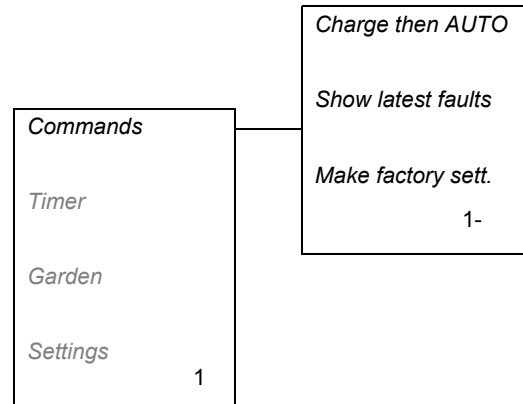 Commands
Timer
Garden
Settings
1
Charge then AUTO
Show latest faults
Make factory sett.
1-